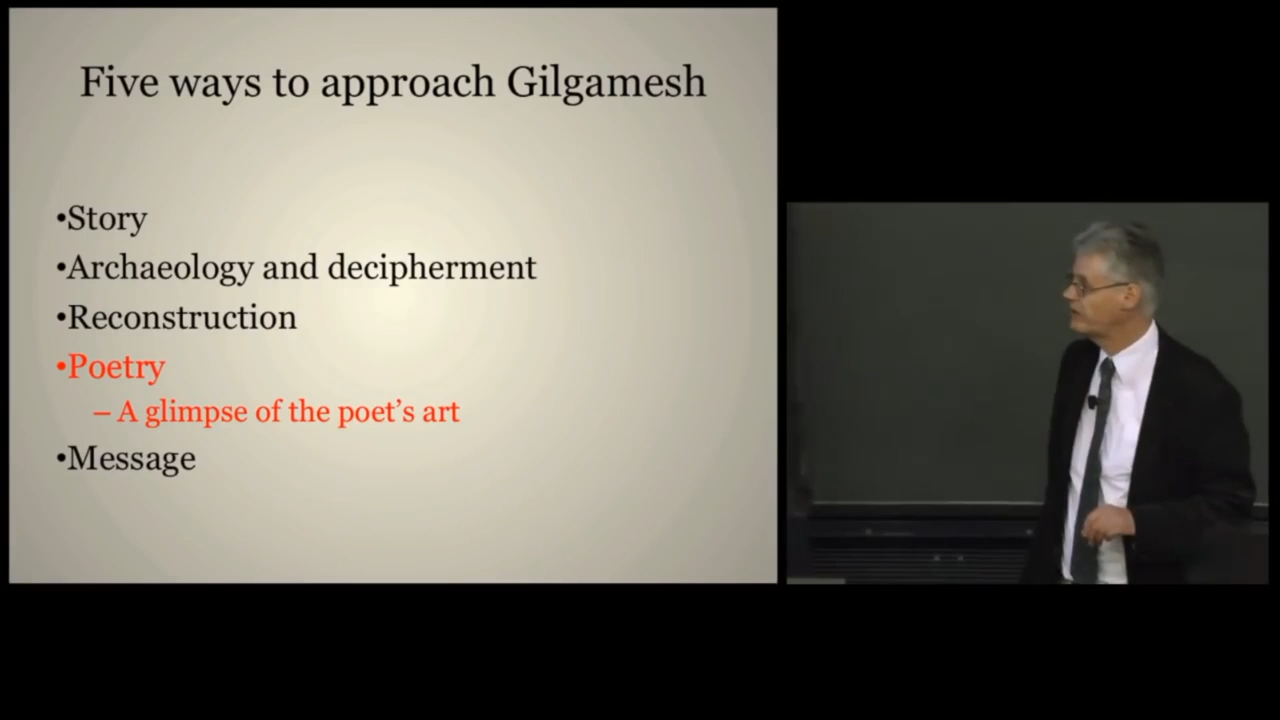 Five ways to approach Gilgamesh
•Story
•Archaeology and decipherment
•Reconstruction
•Poetry
– A glimpse of the poet’s art
•Message